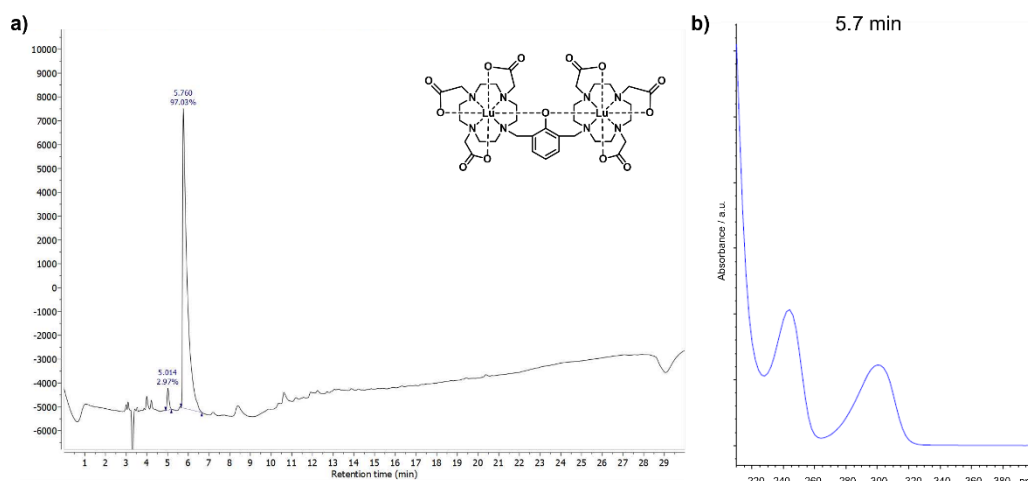 a)
10000
9000
8000
7000
6000
5000
4000
3000
2000
1000
0
-1000
-2000
-3000
-4000
-5000
-6000
5.760
97.03%
5.014
2.97%
1 2 3 4 5 6 7 8 9 10 11 12 13 14 15 16 17 18 19 20 21 22 23 24 25 26 27 28 29
Retention time (min)
O O O O
O O
N N N N
O Lu O Lu O
N N N N
O O
O O O O
b)
5.7 min
Absorbance / a.u.
220 240 260 280 300 320 340 360 380